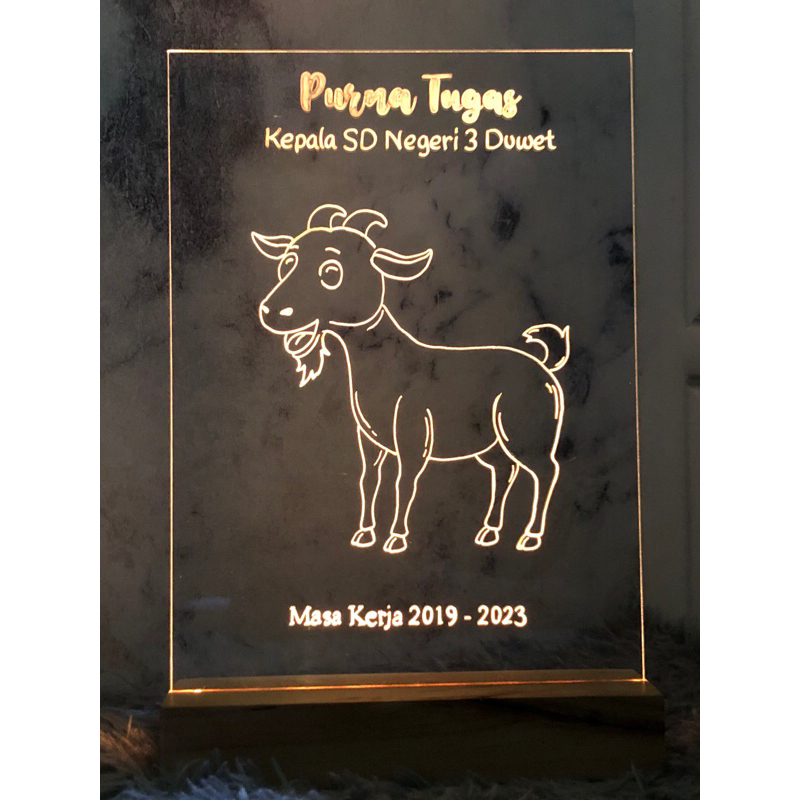 Purna Tugas
Kepala SD Negeri 3 Duwet
Masa Kerja 2019 - 2023